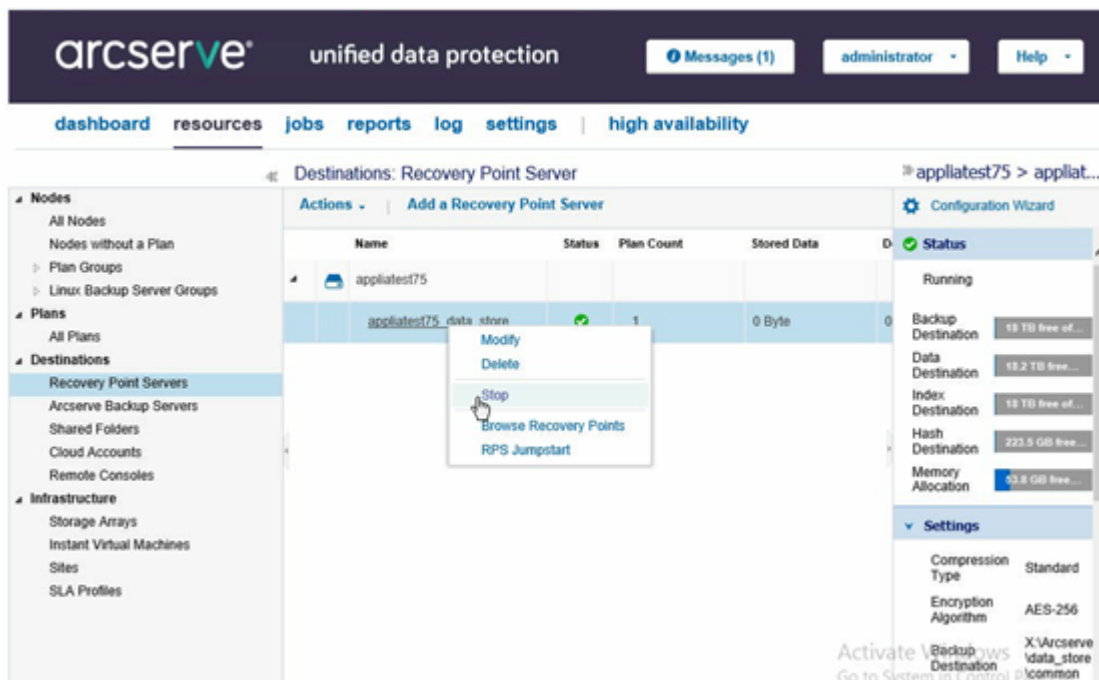 arcserve® unified data protection Messages (1) administrator Help
dashboard resources jobs reports log settings | high availability
Destinations: Recovery Point Server
appliatest75 > appliat...
Nodes
All Nodes
Nodes without a Plan
Plan Groups
Linux Backup Server Groups
Plans
All Plans
Destinations
Recovery Point Servers
Arcserve Backup Servers
Shared Folders
Cloud Accounts
Remote Consoles
Infrastructure
Storage Arrays
Instant Virtual Machines
Sites
SLA Profiles
Actions | Add a Recovery Point Server
Name Status Plan Count Stored Data D
appliatest75
appliatest75_data_store 1 0 Byte 0
Modify
Delete
Stop
Browse Recovery Points
RPS Jumpstart
Configuration Wizard
Status
Running
Backup Destination 18 TB free of...
Data Destination 18.2 TB free...
Index Destination 18 TB free of...
Hash Destination 223.5 GB free...
Memory Allocation 53.8 GB free...
Settings
Compression Type Standard
Encryption Algorithm AES-256
Backup Destination X:\Arcserve\data_store\common
Activate Windows
Go to System in Control